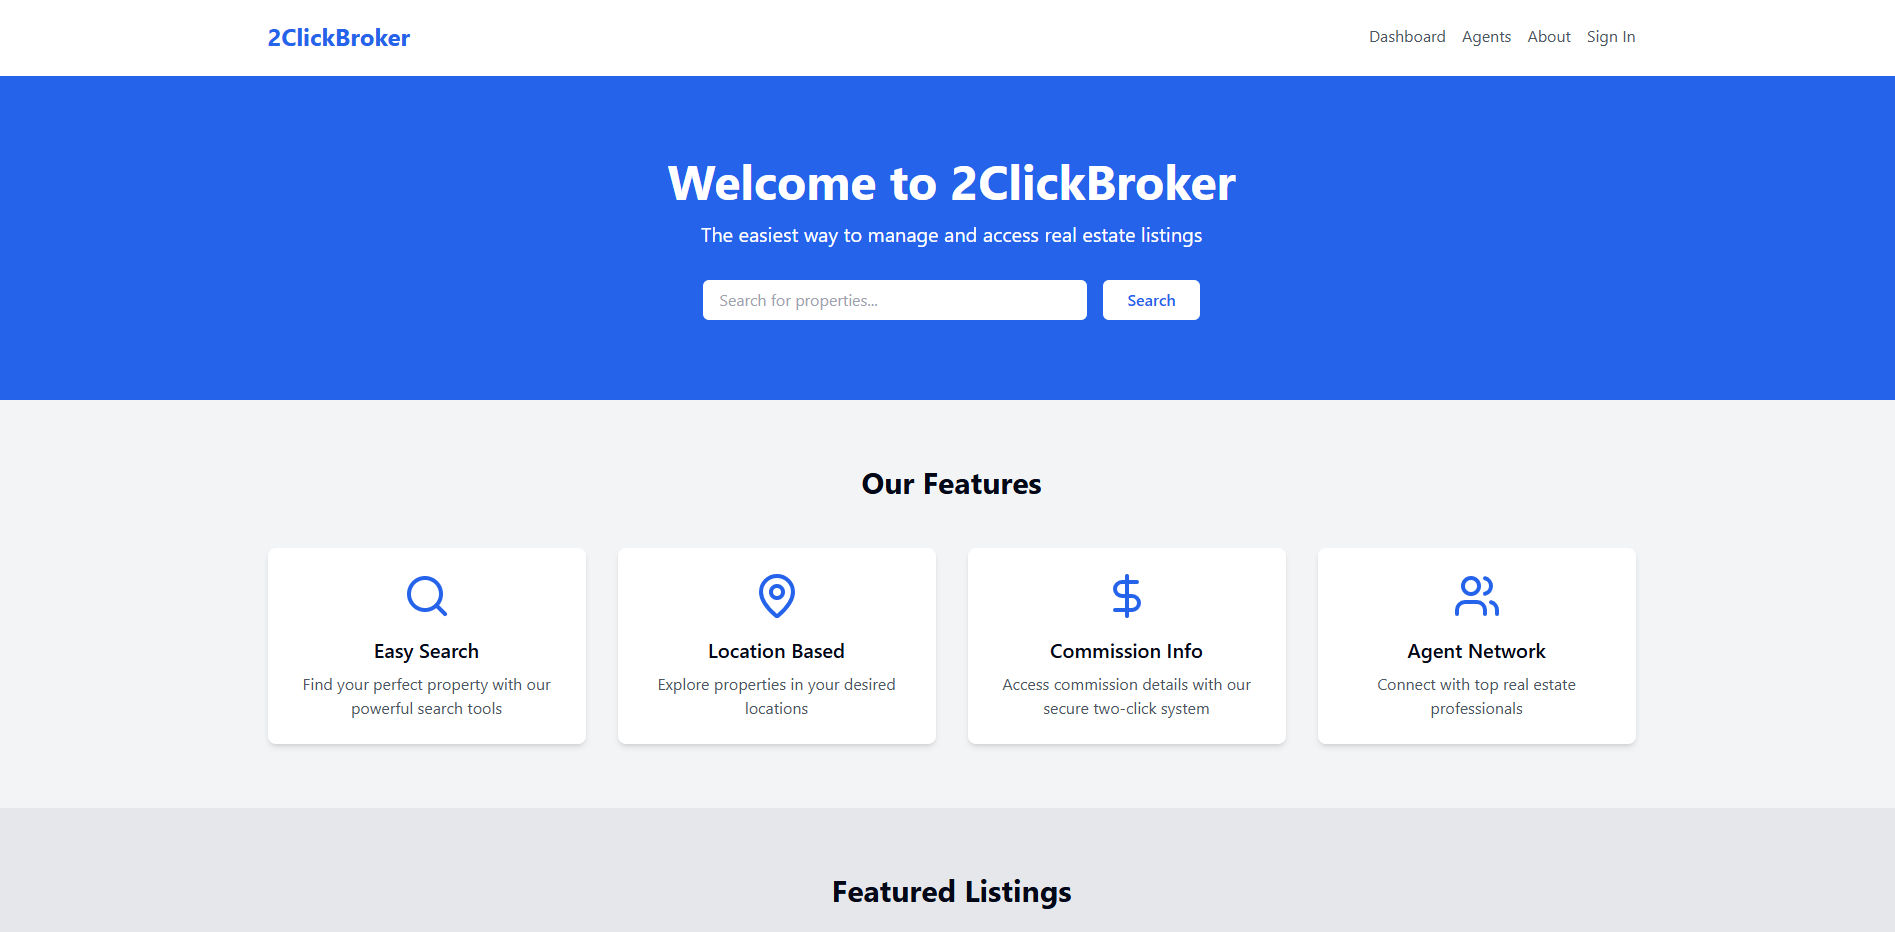 2ClickBroker
Dashboard Agents About Sign In
Welcome to 2ClickBroker
The easiest way to manage and access real estate listings
Search for properties...
Search
Our Features
Easy Search
Find your perfect property with our
powerful search tools
Location Based
Explore properties in your desired
locations
Commission Info
Access commission details with our
secure two-click system
Agent Network
Connect with top real estate
professionals
Featured Listings